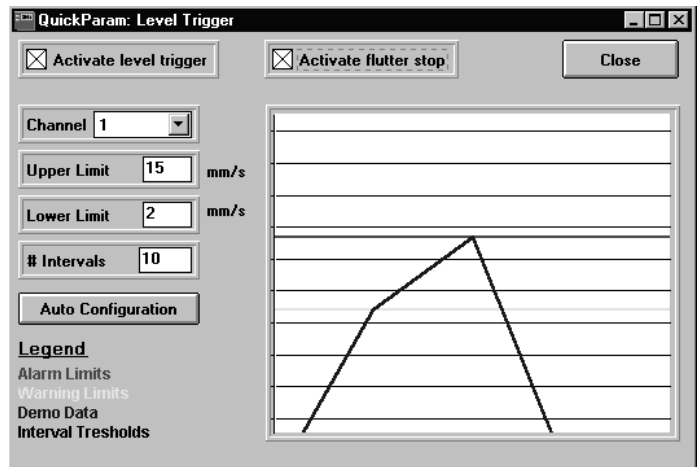 QuickParam: Level Trigger
Activate level trigger
Activate flutter stop
Close
Channel 1
Upper Limit 15 mm/s
Lower Limit 2 mm/s
# Intervals 10
Auto Configuration
Legend
Alarm Limits
Warning Limits
Demo Data
Interval Tresholds